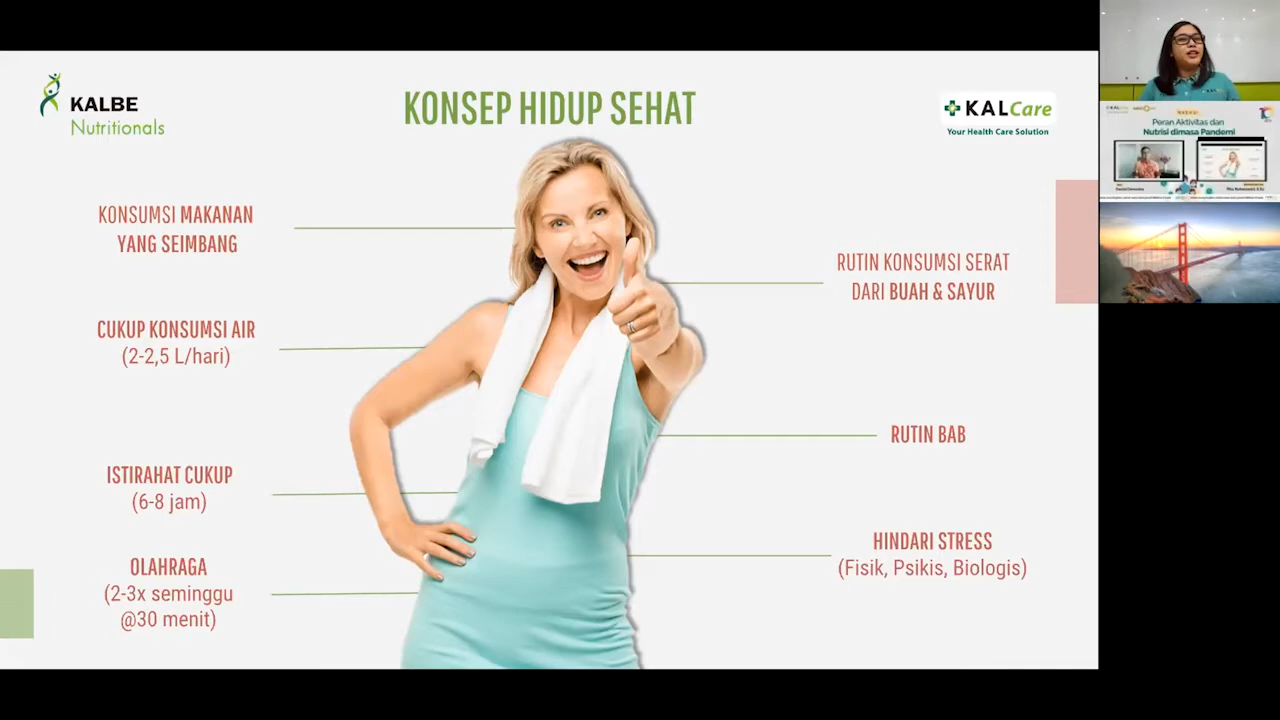 KALBE
Nutritionals
KONSEP HIDUP SEHAT
KALCare
Your Health Care Solution
KONSUMSI MAKANAN
YANG SEIMBANG
CUKUP KONSUMSI AIR
(2-2,5 L/hari)
ISTIRAHAT CUKUP
(6-8 jam)
OLAHRAGA
(2-3x seminggu
@30 menit)
RUTIN KONSUMSI SERAT
DARI BUAH & SAYUR
RUTIN BAB
HINDARI STRESS
(Fisik, Psikis, Biologis)
Peran Aktivitas dan
Nutrisi dimasa Pandemi